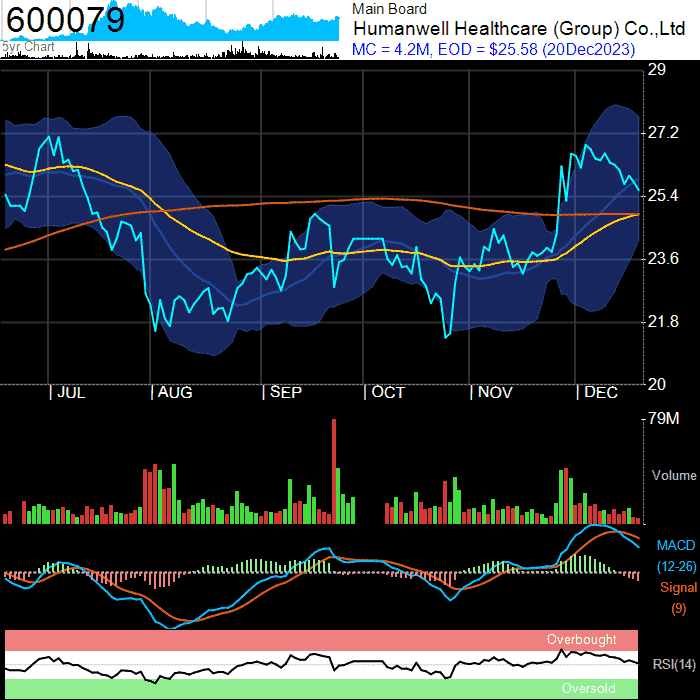 600079
5yr Chart
Main Board
Humanwell Healthcare (Group) Co.,Ltd
MC = 4.2M, EOD = $25.58 (20Dec2023)
29
27.2
25.4
23.6
21.8
20
| JUL | AUG | SEP | OCT | NOV | DEC
79M
Volume
MACD
(12-26)
Signal
(9)
Overbought
RSI(14)
Oversold